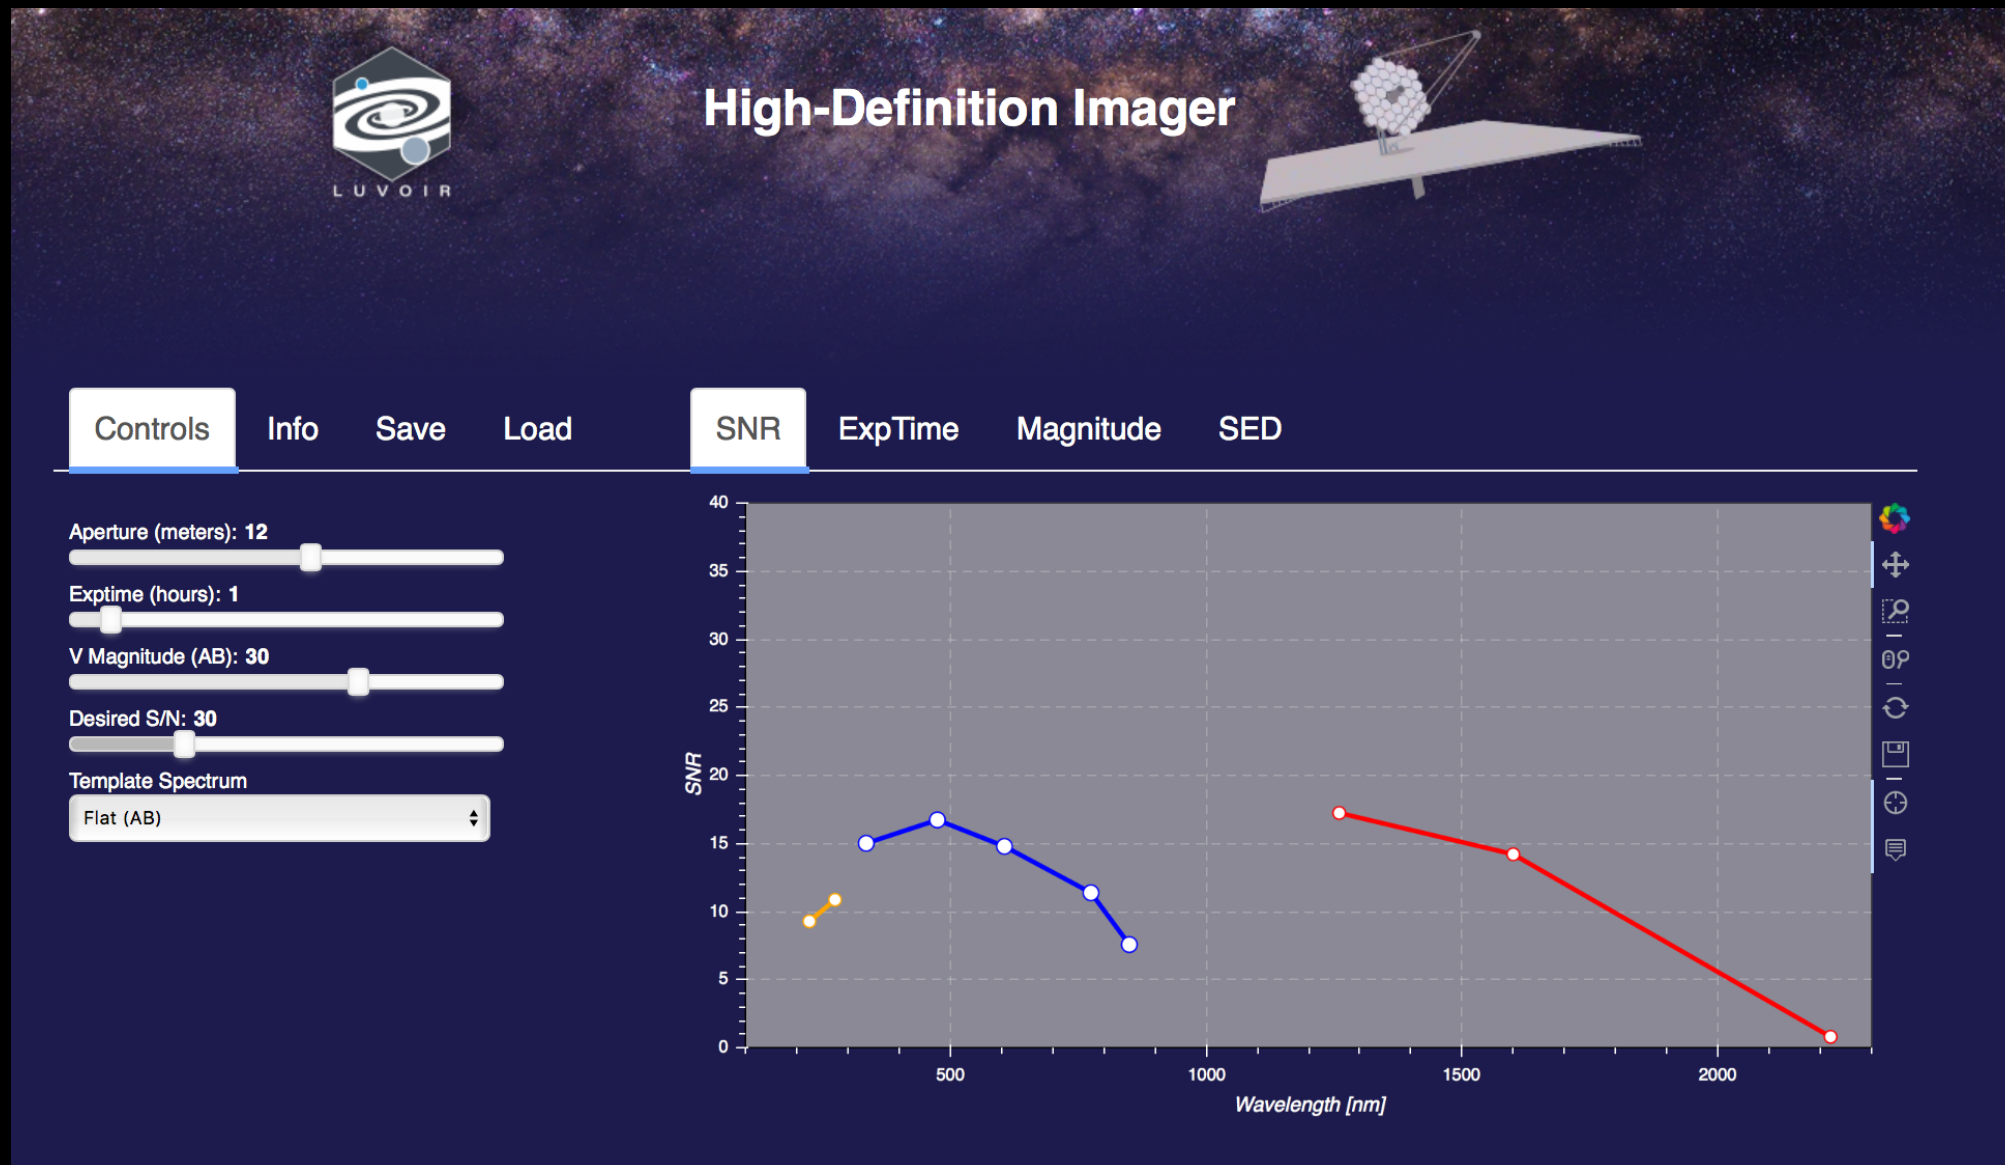 LUVOIR
High-Definition Imager
Controls Info Save Load
SNR ExpTime Magnitude SED
Aperture (meters): 12
Exptime (hours): 1
V Magnitude (AB): 30
Desired S/N: 30
Template Spectrum
Flat (AB)
40
35
30
25
20
15
10
5
0
SNR
500 1000 1500 2000
Wavelength [nm]